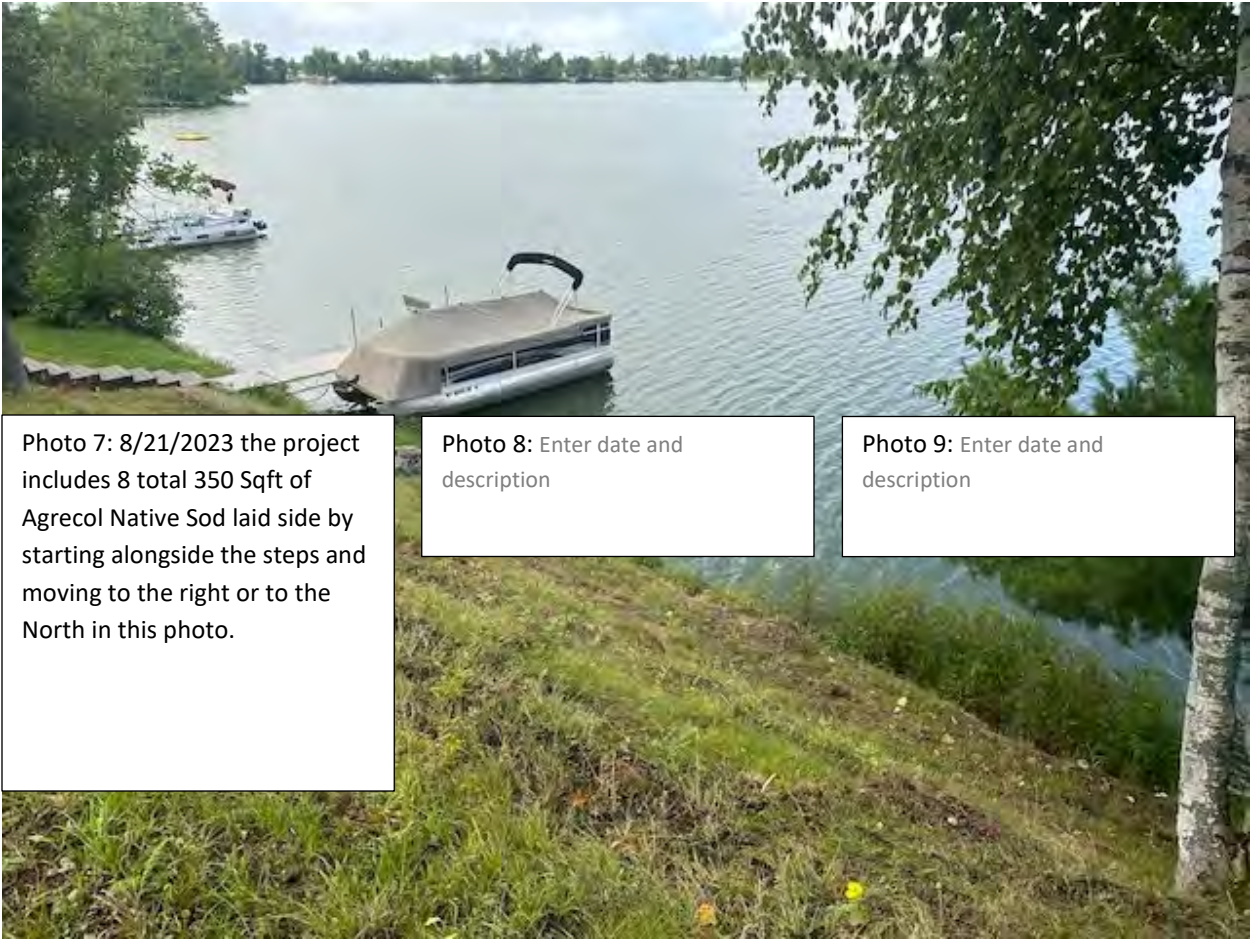 Photo 7: 8/21/2023 the project
includes 8 total 350 Sqft of
Agrecol Native Sod laid side by
starting alongside the steps and
moving to the right or to the
North in this photo.
Photo 8: Enter date and
description
Photo 9: Enter date and
description